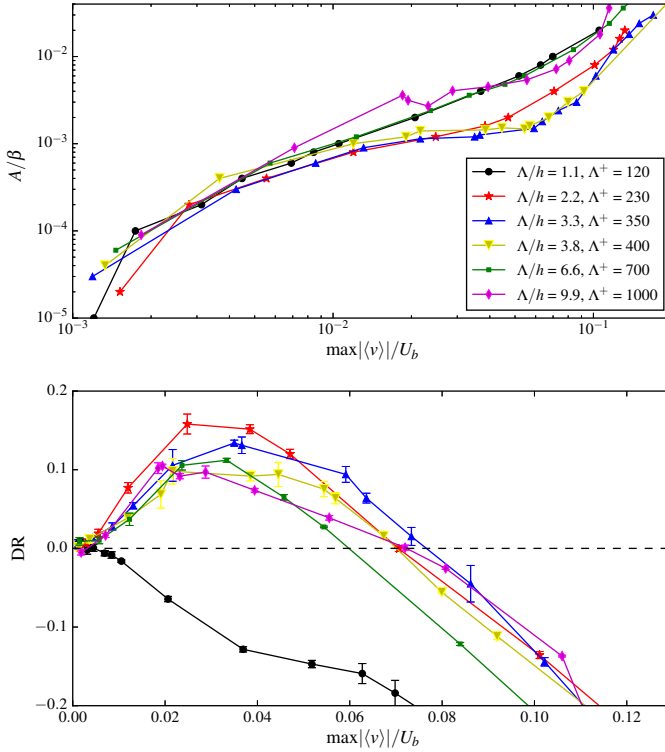 10⁻²
10⁻³
10⁻⁴
10⁻⁵
A/β
Λ/h = 1.1, Λ⁺ = 120
Λ/h = 2.2, Λ⁺ = 230
Λ/h = 3.3, Λ⁺ = 350
Λ/h = 3.8, Λ⁺ = 400
Λ/h = 6.6, Λ⁺ = 700
Λ/h = 9.9, Λ⁺ = 1000
10⁻³ 10⁻² 10⁻¹
max|⟨v⟩|/U_b
0.2
0.1
0.0
−0.1
−0.2
DR
0.00 0.02 0.04 0.06 0.08 0.10 0.12
max|⟨v⟩|/U_b